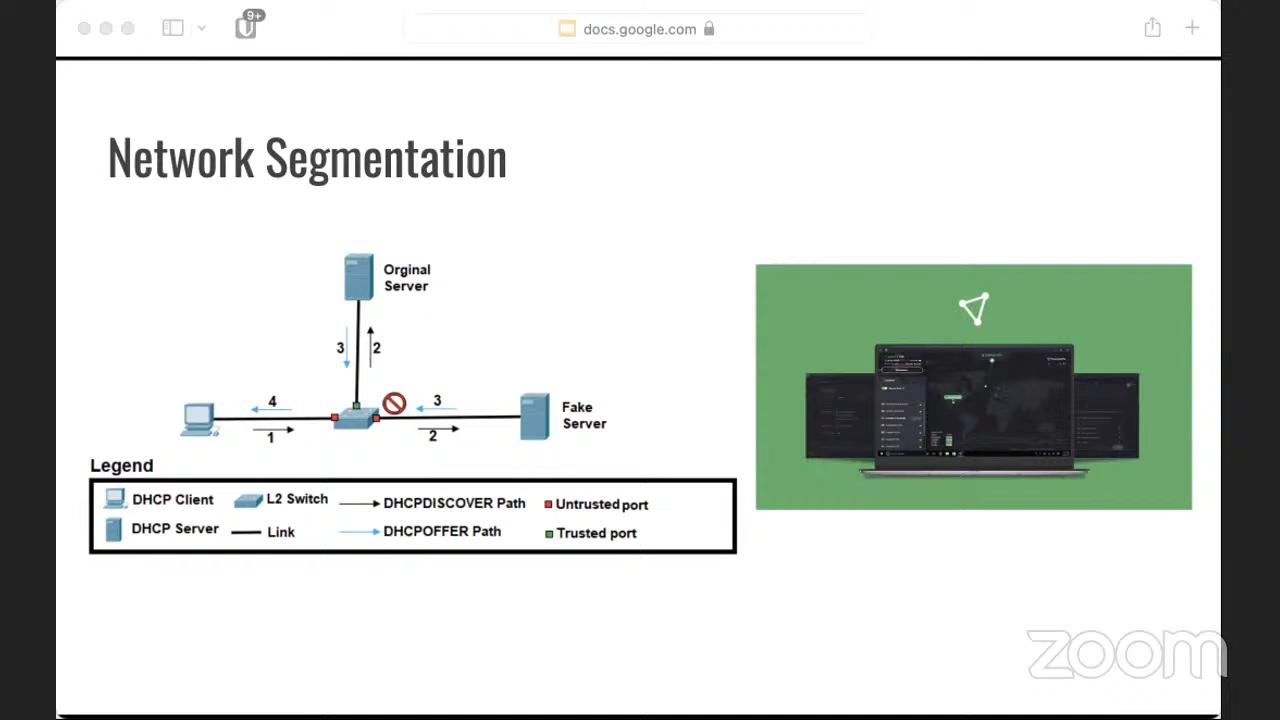 9+
docs.google.com
Network Segmentation
Orginal
Server
3
2
4
1
3
2
Fake
Server
Legend
DHCP Client
L2 Switch
DHCPDISCOVER Path
Untrusted port
DHCP Server
Link
DHCPOFFER Path
Trusted port
zoom